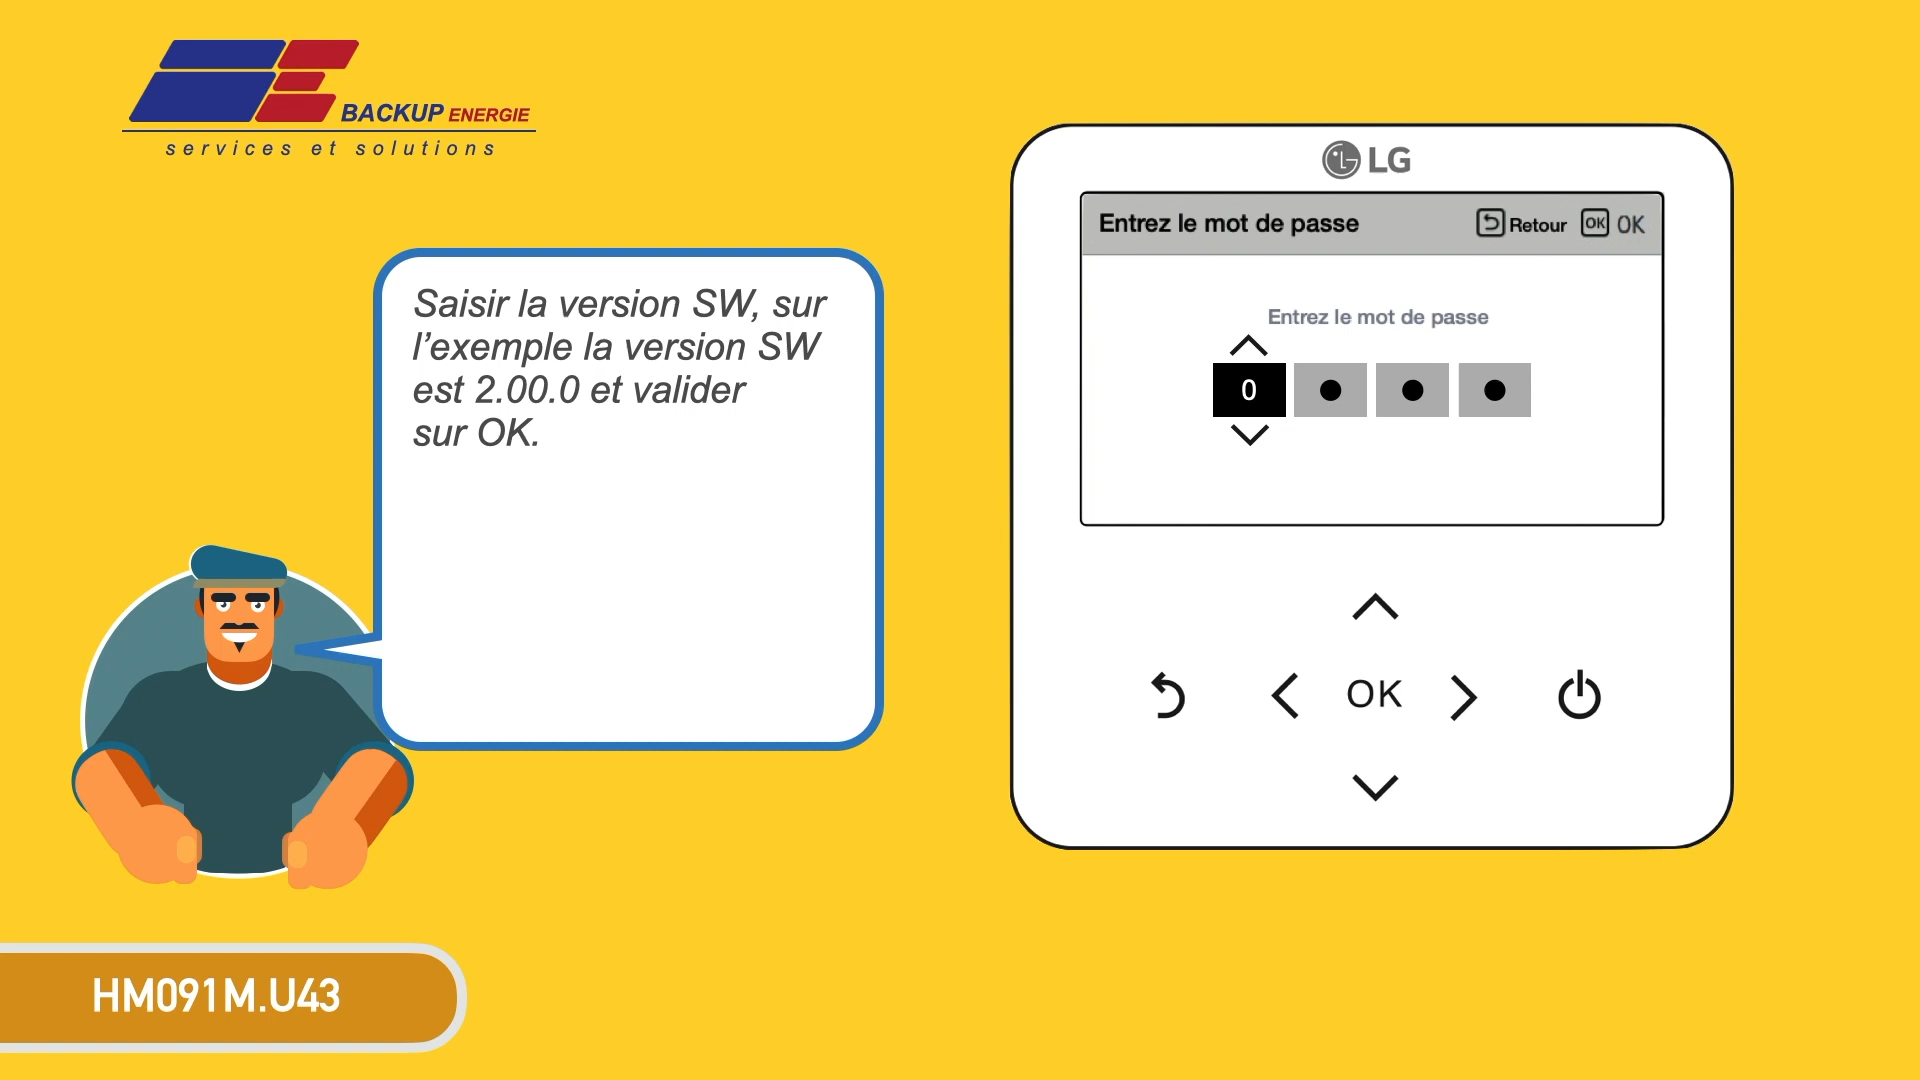 BACKUP ENERGIE
services et solutions
Saisir la version SW, sur
l’exemple la version SW
est 2.00.0 et valider
sur OK.
LG
Entrez le mot de passe
Retour
OK OK
Entrez le mot de passe
0
OK
HM091M.U43